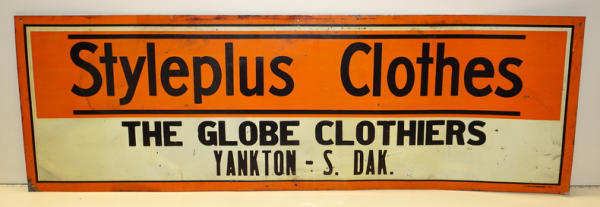 Styleplus Clothes
THE GLOBE CLOTHIERS
YANKTON - S. DAK.